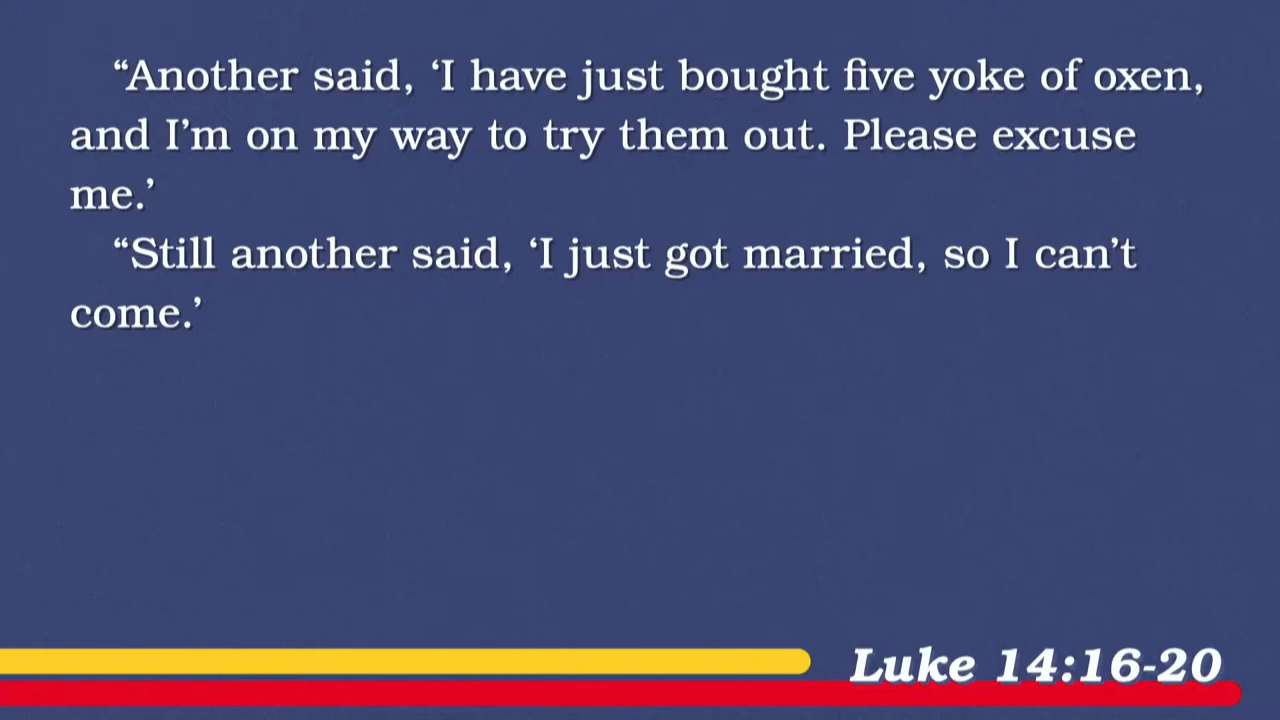 “Another said, ‘I have just bought five yoke of oxen,
and I’m on my way to try them out. Please excuse
me.’
“Still another said, ‘I just got married, so I can’t
come.’
Luke 14:16-20